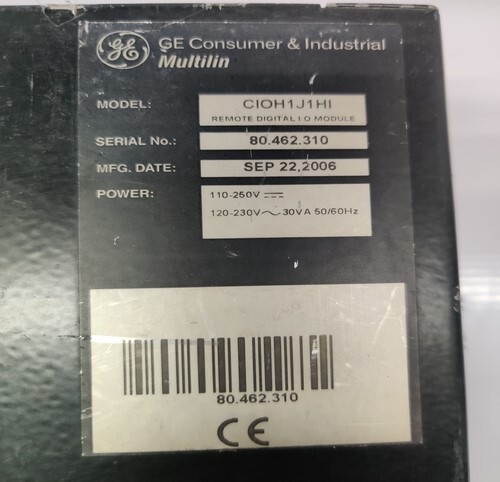 GE GE Consumer & Industrial
Multilin
MODEL: CIOH1J1HI
REMOTE DIGITAL I O MODULE
SERIAL No.: 80.462.310
MFG. DATE: SEP 22,2006
POWER: 110-250V ⎓
120-230V ~ 30VA 50/60Hz
80.462.310
CE